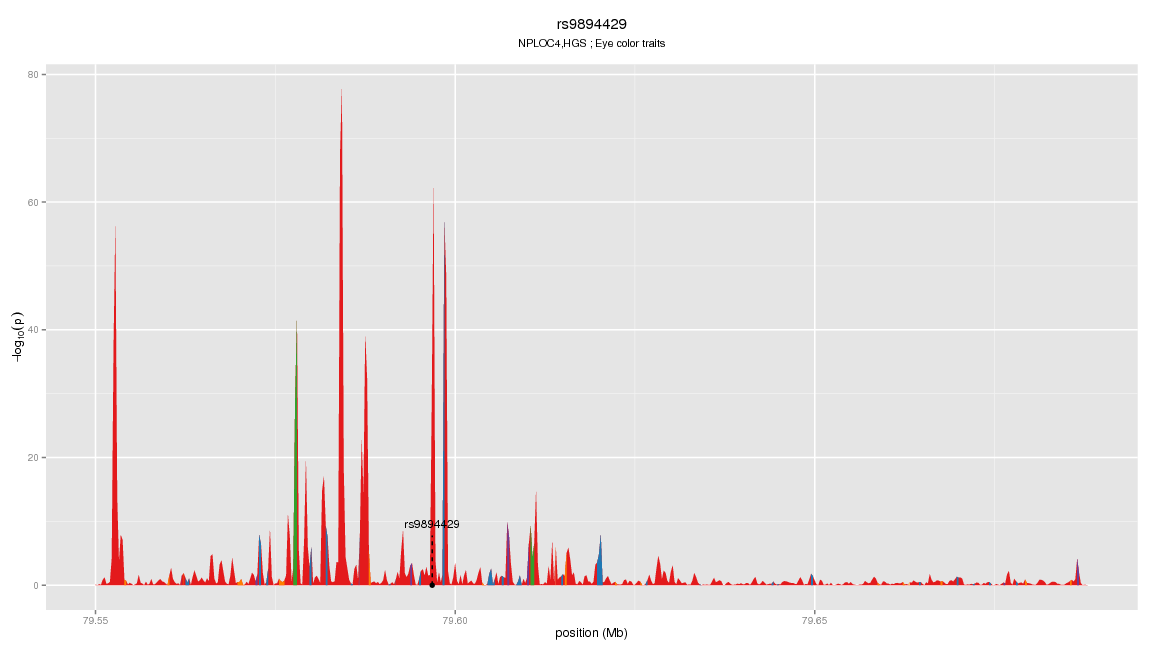 rs9894429
NPLOC4,HGS ; Eye color traits
80
60
40
20
0
−log10(p)
rs9894429
79.55
79.60
79.65
position (Mb)